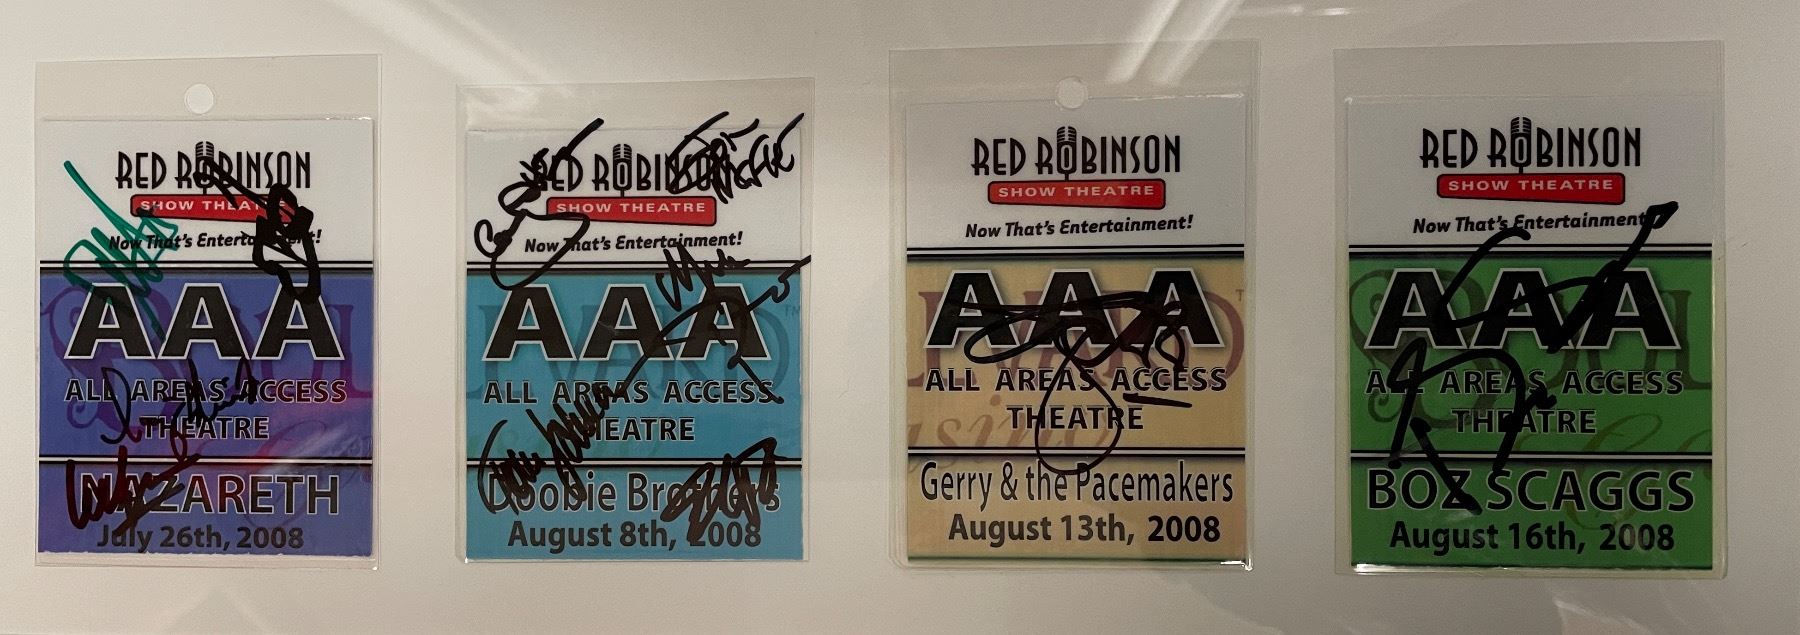 RED ROBINSON
SHOW THEATRE
Now That's Entertainment!
AAA
ALL AREAS ACCESS
THEATRE
NAZARETH
July 26th, 2008
RED ROBINSON
SHOW THEATRE
Now That's Entertainment!
AAA
ALL AREAS ACCESS
THEATRE
Doobie Brothers
August 8th, 2008
RED ROBINSON
SHOW THEATRE
Now That's Entertainment!
AAA
ALL AREAS ACCESS
THEATRE
Gerry & the Pacemakers
August 13th, 2008
RED ROBINSON
SHOW THEATRE
Now That's Entertainment!
AAA
ALL AREAS ACCESS
THEATRE
BOZ SCAGGS
August 16th, 2008